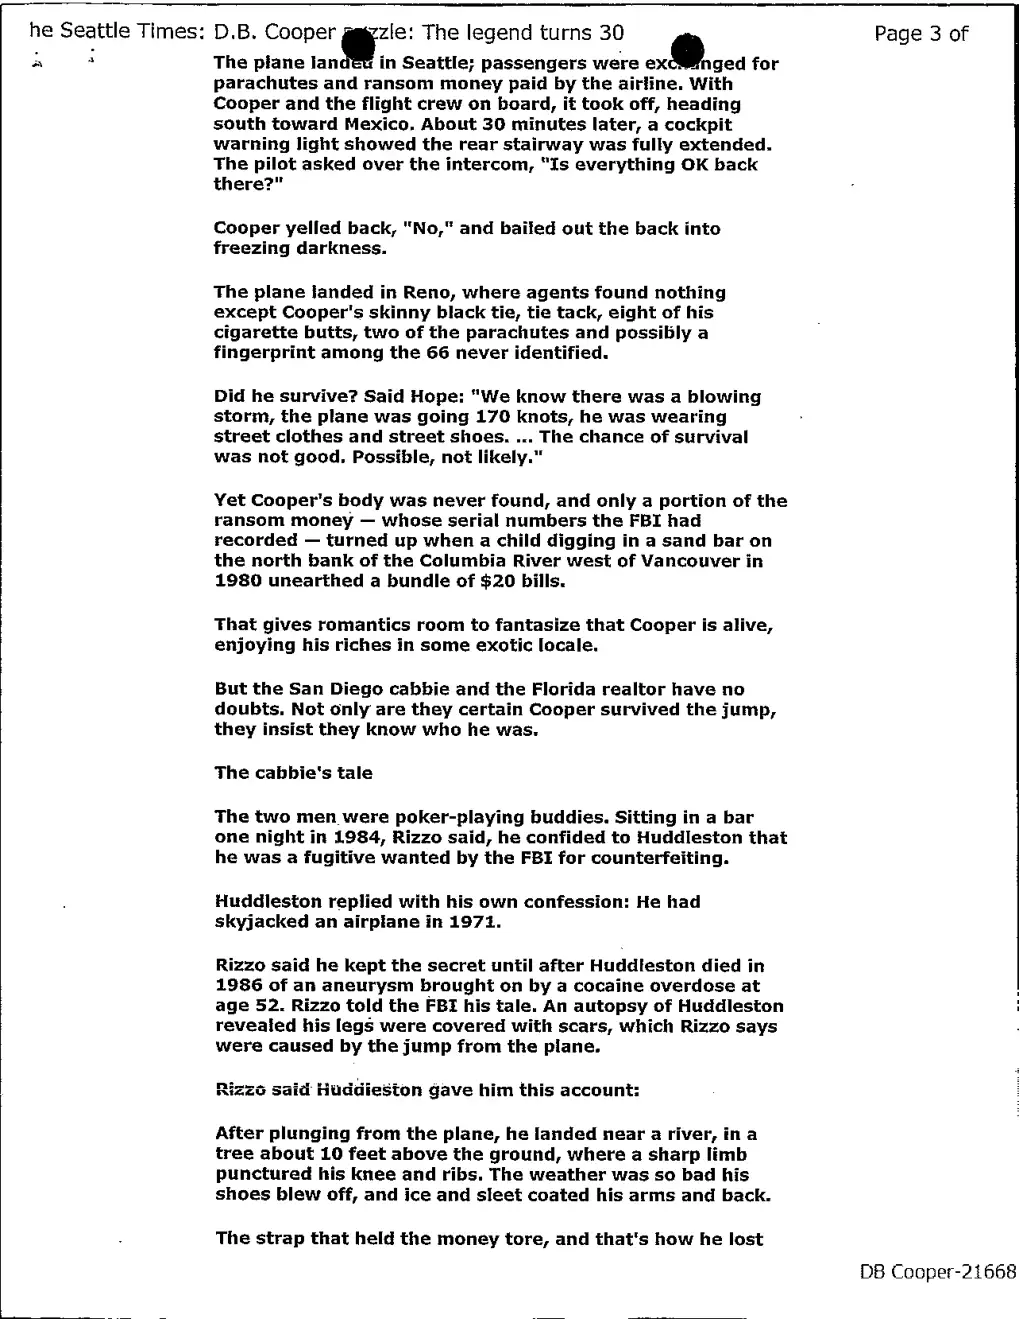 he Seattle Times: D.B. Cooper puzzle: The legend turns 30
Page 3 of
The plane landed in Seattle; passengers were exchanged for
parachutes and ransom money paid by the airline. With
Cooper and the flight crew on board, it took off, heading
south toward Mexico. About 30 minutes later, a cockpit
warning light showed the rear stairway was fully extended.
The pilot asked over the intercom, "Is everything OK back
there?"
Cooper yelled back, "No," and bailed out the back into
freezing darkness.
The plane landed in Reno, where agents found nothing
except Cooper's skinny black tie, tie tack, eight of his
cigarette butts, two of the parachutes and possibly a
fingerprint among the 66 never identified.
Did he survive? Said Hope: "We know there was a blowing
storm, the plane was going 170 knots, he was wearing
street clothes and street shoes. ... The chance of survival
was not good. Possible, not likely."
Yet Cooper's body was never found, and only a portion of the
ransom money — whose serial numbers the FBI had
recorded — turned up when a child digging in a sand bar on
the north bank of the Columbia River west of Vancouver in
1980 unearthed a bundle of $20 bills.
That gives romantics room to fantasize that Cooper is alive,
enjoying his riches in some exotic locale.
But the San Diego cabbie and the Florida realtor have no
doubts. Not only are they certain Cooper survived the jump,
they insist they know who he was.
The cabbie's tale
The two men were poker-playing buddies. Sitting in a bar
one night in 1984, Rizzo said, he confided to Huddleston that
he was a fugitive wanted by the FBI for counterfeiting.
Huddleston replied with his own confession: He had
skyjacked an airplane in 1971.
Rizzo said he kept the secret until after Huddleston died in
1986 of an aneurysm brought on by a cocaine overdose at
age 52. Rizzo told the FBI his tale. An autopsy of Huddleston
revealed his legs were covered with scars, which Rizzo says
were caused by the jump from the plane.
Rizzo said Huddleston gave him this account:
After plunging from the plane, he landed near a river, in a
tree about 10 feet above the ground, where a sharp limb
punctured his knee and ribs. The weather was so bad his
shoes blew off, and ice and sleet coated his arms and back.
The strap that held the money tore, and that's how he lost
DB Cooper-21668